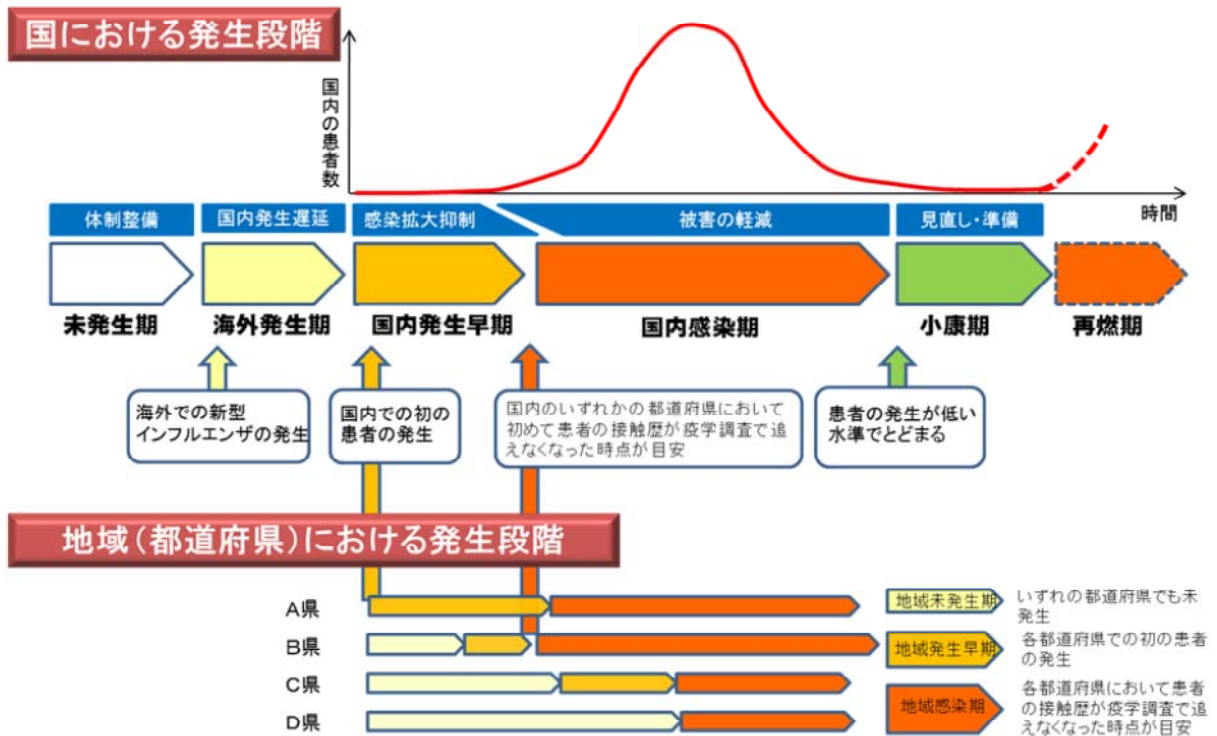 国における発生段階
国内の患者数
時間
体制整備
国内発生遅延
感染拡大抑制
被害の軽減
見直し・準備
未発生期
海外発生期
国内発生早期
国内感染期
小康期
再燃期
海外での新型
インフルエンザの発生
国内での初の
患者の発生
国内のいずれかの都道府県において
初めて患者の接触歴が疫学調査で追
えなくなった時点が目安
患者の発生が低い
水準でとどまる
地域(都道府県)における発生段階
A県
B県
C県
D県
地域未発生期
いずれの都道府県でも未
発生
地域発生早期
各都道府県での初の患者
の発生
地域感染期
各都道府県において患者
の接触歴が疫学調査で追
えなくなった時点が目安